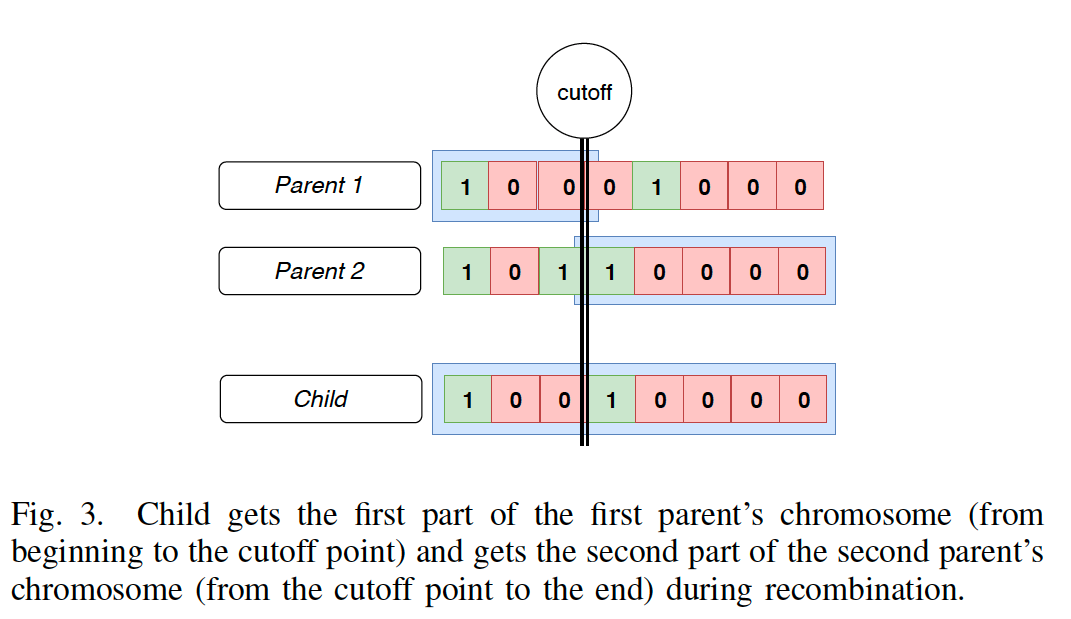 cutoff
Parent 1
1 0 0 0 1 0 0 0
Parent 2
1 0 1 1 0 0 0 0
Child
1 0 0 1 0 0 0 0
Fig. 3. Child gets the first part of the first parent's chromosome (from
beginning to the cutoff point) and gets the second part of the second parent's
chromosome (from the cutoff point to the end) during recombination.